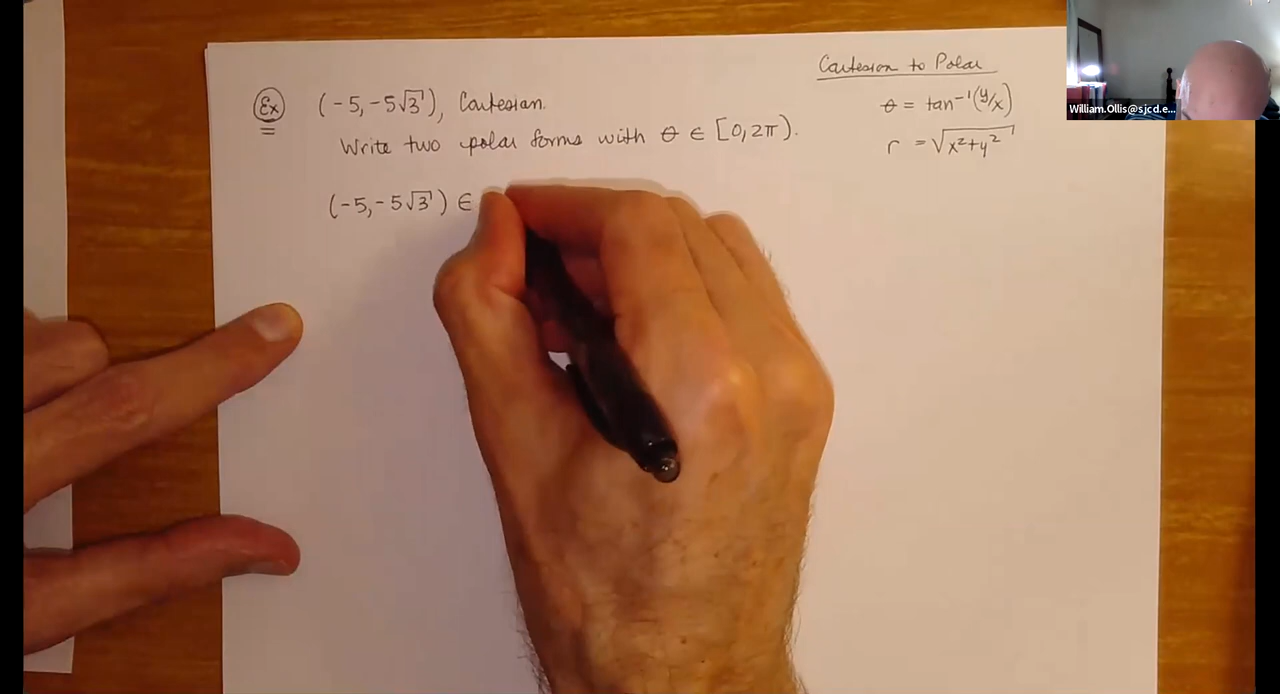 Cartesian to Polar
Ex (-5, -5√3), Cartesian.
θ = tan⁻¹(y/x)
Write two polar forms with θ ∈ [0, 2π).
r = √x²+y²
(-5, -5√3) ∈
William.Ollis@sjcd.e...